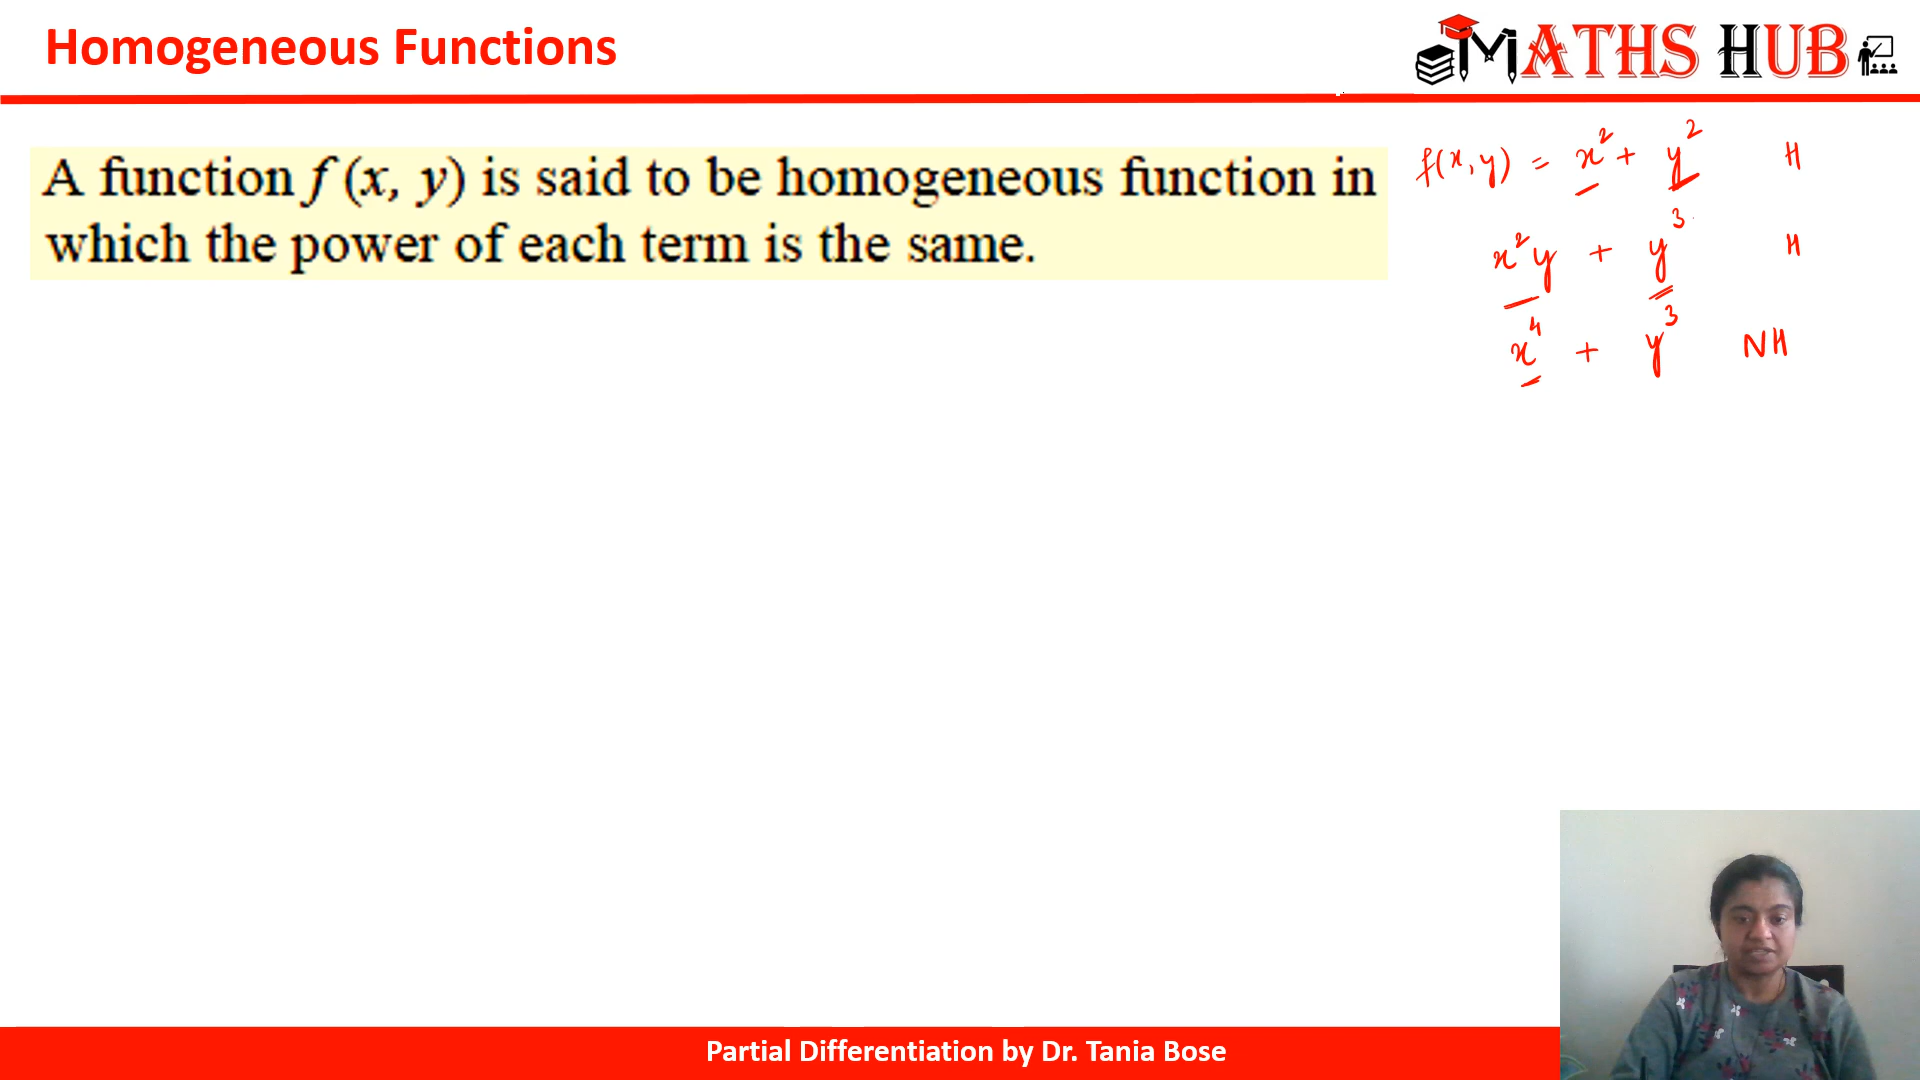 Homogeneous Functions
MATHS HUB
A function f (x, y) is said to be homogeneous function in
which the power of each term is the same.
f(x,y) = x² + y² H
x²y + y³ H
x⁴ + y³ NH
Partial Differentiation by Dr. Tania Bose